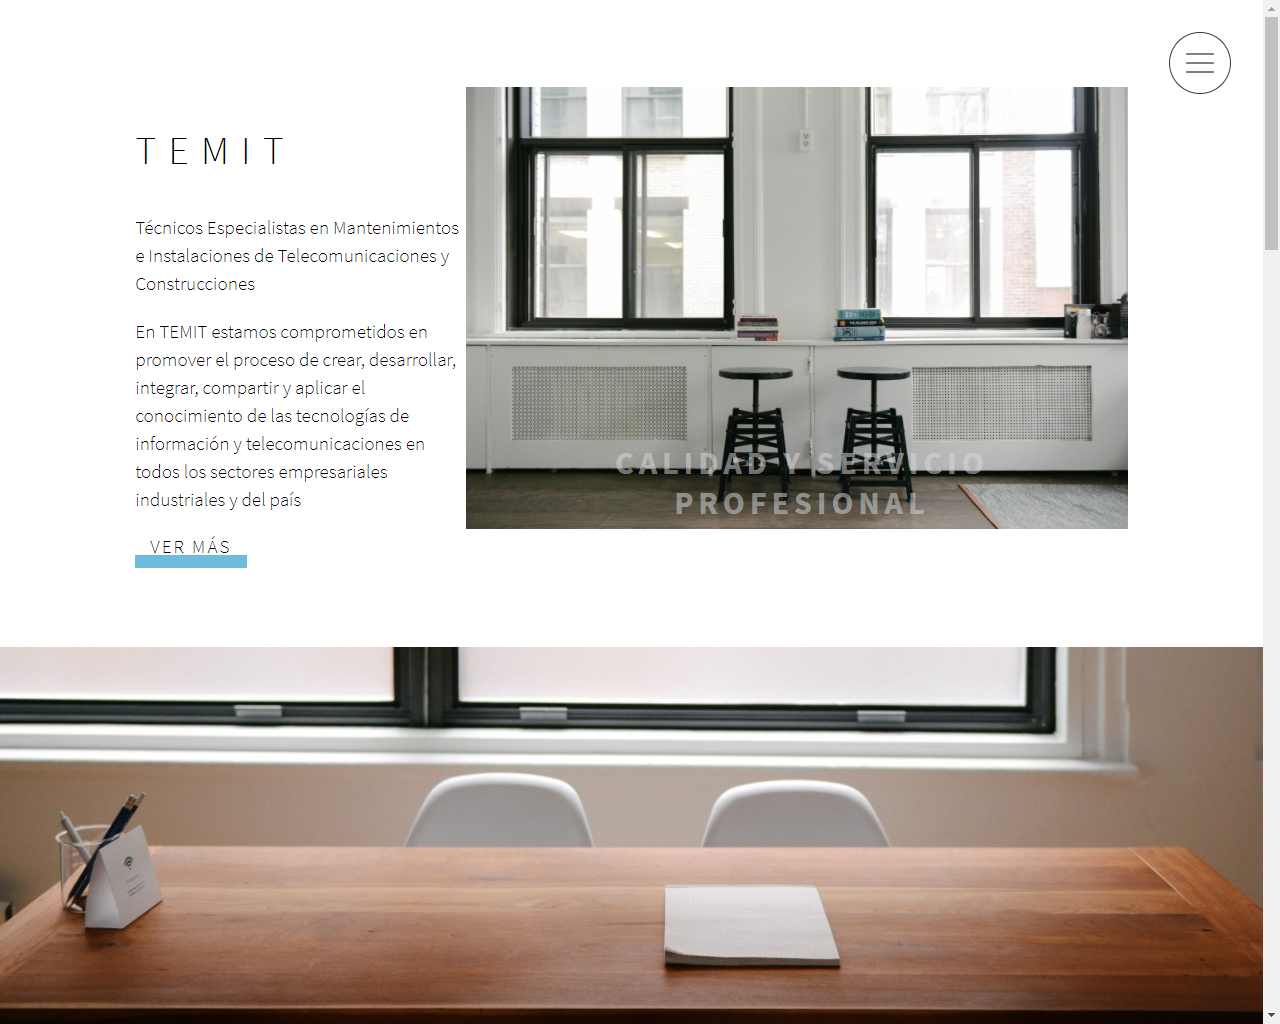 TEMIT
Técnicos Especialistas en Mantenimientos
e Instalaciones de Telecomunicaciones y
Construcciones
En TEMIT estamos comprometidos en
promover el proceso de crear, desarrollar,
integrar, compartir y aplicar el
conocimiento de las tecnologías de
información y telecomunicaciones en
todos los sectores empresariales
industriales y del país
VER MÁS
CALIDAD Y SERVICIO
PROFESIONAL